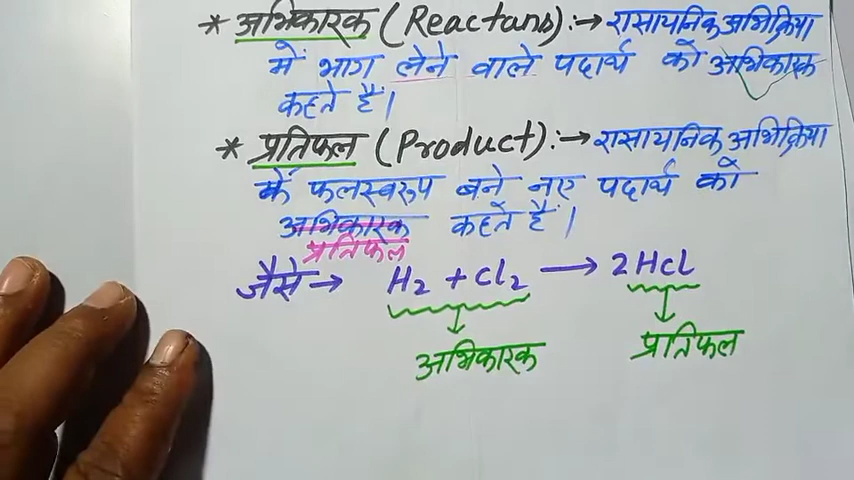 * अभिकारक (Reactans):→ रासायनिक अभिक्रिया
में भाग लेने वाले पदार्थ को अभिकारक
कहते हैं।
* प्रतिफल (Product):→ रासायनिक अभिक्रिया
के फलस्वरूप बने नए पदार्थ को
अभिकारक कहते हैं।
प्रतिफल
जैसे → H₂ + Cl₂ → 2HCl
अभिकारक प्रतिफल